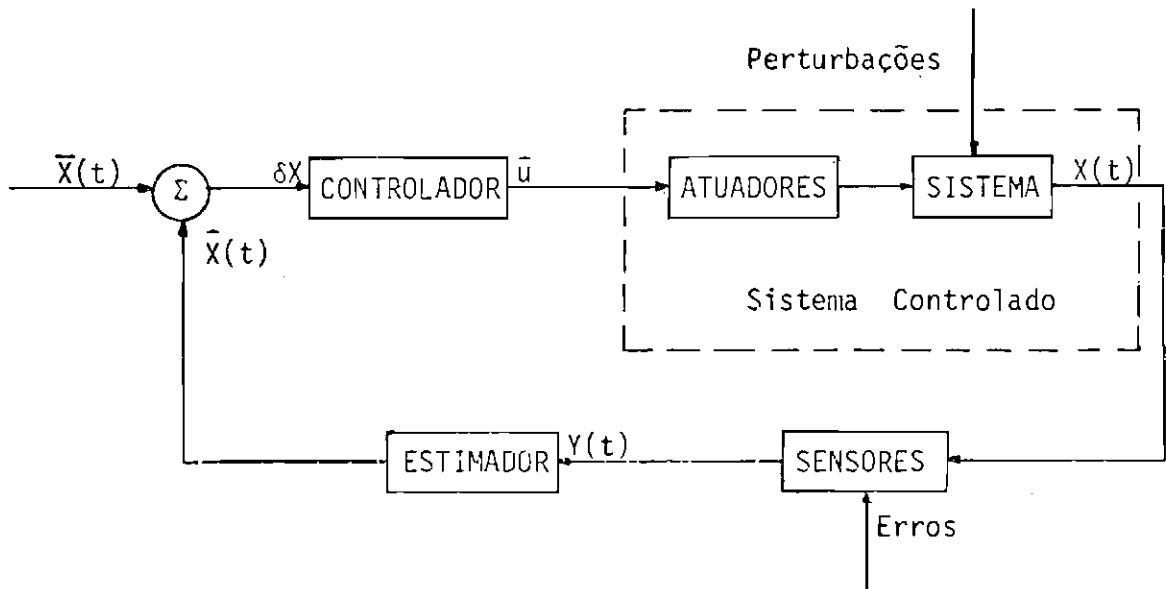 Perturbações
X̄(t)
Σ
δX
CONTROLADOR
ū
ATUADORES
SISTEMA
X(t)
X̂(t)
Sistema Controlado
ESTIMADOR
Y(t)
SENSORES
Erros